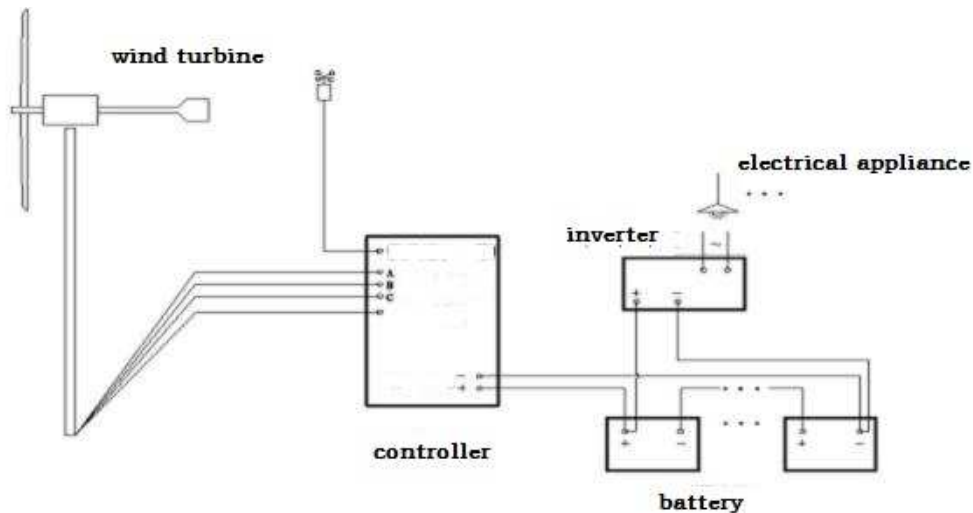 wind turbine
electrical appliance
inverter
~
+ −
A
B
C
−
+
+ − + −
controller
battery